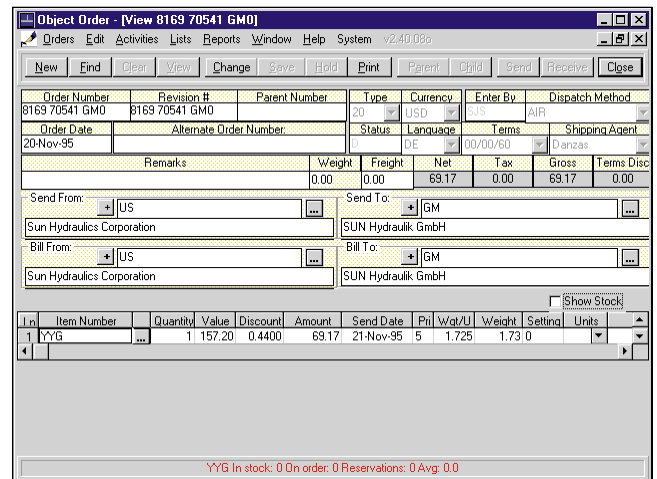 Object Order - [View 8169 70541 GM0]
Orders Edit Activities Lists Reports Window Help System v2.40.08o
New Find Clear View Change Save Hold Print Parent Child Send Receive Close
Order Number Revision # Parent Number Type Currency Enter By Dispatch Method
8169 70541 GM0 8169 70541 GM0 20 USD SJS AIR
Order Date Alternate Order Number: Status Language Terms Shipping Agent
20-Nov-95 D DE 00/00/60 Danzas
Remarks Weight Freight Net Tax Gross Terms Disc
0.00 0.00 69.17 0.00 69.17 0.00
Send From: + US ... Send To: + GM ...
Sun Hydraulics Corporation SUN Hydraulik GmbH
Bill From: + US ... Bill To: + GM ...
Sun Hydraulics Corporation SUN Hydraulik GmbH
Show Stock
Ln Item Number Quantity Value Discount Amount Send Date Pri Wgt/U Weight Setting Units
1 YYG ... 1 157.20 0.4400 69.17 21-Nov-95 5 1.725 1.73 0
YYG In stock: 0 On order: 0 Reservations: 0 Avg: 0.0